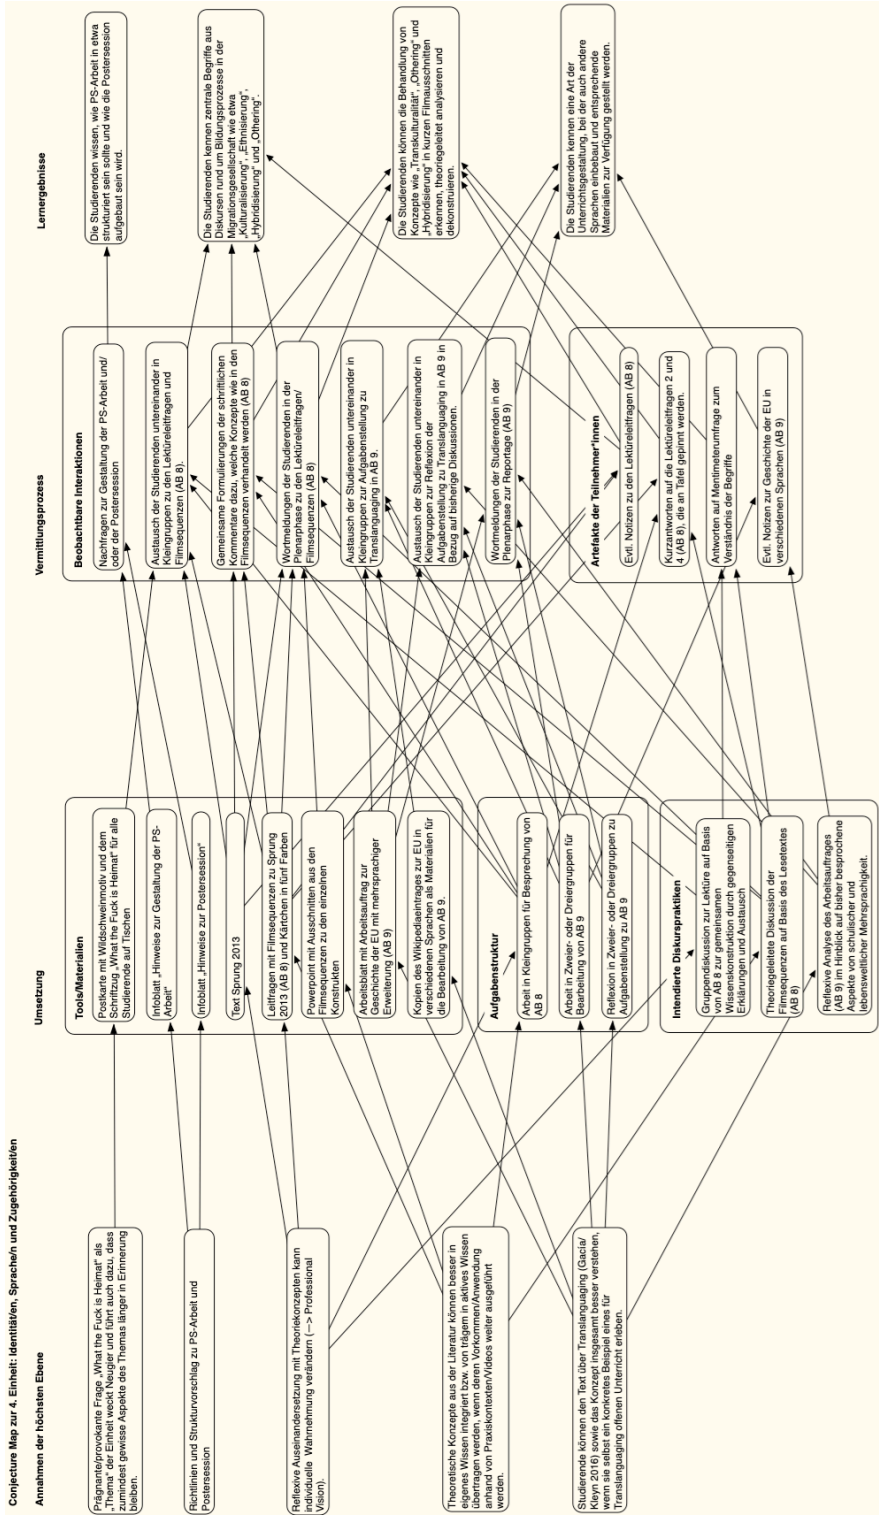 Conjecture Map zur 4. Einheit: Identität/en, Sprache/n und Zugehörigkeit/en
Annahmen der höchsten Ebene
Prägnante/provokante Frage „What the Fuck is Heimat“ als
„Thema“ der Einheit weckt Neugier und führt auch dazu, dass
zumindest gewisse Aspekte des Themas länger in Erinnerung
bleiben.
Richtlinien und Strukturvorschlag zu PS-Arbeit und
Postersession
Reflexive Auseinandersetzung mit Theoriekonzepten kann
individuelle Wahrnehmung verändern (—> Professional
Vision).
Theoretische Konzepte aus der Literatur können besser in
eigenes Wissen integriert bzw. von trägem in aktives Wissen
übertragen werden, wenn deren Vorkommen/Anwendung
anhand von Praxiskontexten/Videos weiter ausgeführt
werden.
Studierende können den Text über Translanguaging (Gacía/
Kleyn 2016) sowie das Konzept insgesamt besser verstehen,
wenn sie selbst ein konkretes Beispiel eines für
Translanguaging offenen Unterricht erleben.
Umsetzung
Tools/Materialien
Postkarte mit Wildschweinmotiv und dem
Schriftzug „What the Fuck is Heimat“ für alle
Studierende auf Tischen
Infoblatt „Hinweise zur Gestaltung der PS-
Arbeit“
Infoblatt „Hinweise zur Postersession“
Text Sprung 2013
Leitfragen mit Filmsequenzen zu Sprung
2013 (AB 8) und Kärtchen in fünf Farben
Powerpoint mit Ausschnitten aus den
Filmsequenzen zu den einzelnen
Konstrukten
Arbeitsblatt mit Arbeitsauftrag zur
Geschichte der EU mit mehrsprachiger
Erweiterung (AB 9)
Kopien des Wikipediaeintrages zur EU in
verschiedenen Sprachen als Materialien für
die Bearbeitung von AB 9.
Aufgabenstruktur
Arbeit in Kleingruppen für Besprechung von
AB 8
Arbeit in Zweier- oder Dreiergruppen für
Bearbeitung von AB 9
Reflexion in Zweier- oder Dreiergruppen zu
Aufgabenstellung zu AB 9
Intendierte Diskurspraktiken
Gruppendiskussion zur Lektüre auf Basis
von AB 8 zur gemeinsamen
Wissenskonstruktion durch gegenseitigen
Erklärungen und Austausch
Theoriegeleitete Diskussion der
Filmsequenzen auf Basis des Lesetextes
(AB 8)
Reflexive Analyse des Arbeitsauftrages
(AB 9) im Hinblick auf bisher besprochene
Aspekte von schulischer und
lebensweltlicher Mehrsprachigkeit.
Vermittlungsprozess
Beobachtbare Interaktionen
Nachfragen zur Gestaltung der PS-Arbeit und/
oder der Postersession
Austausch der Studierenden untereinander in
Kleingruppen zu den Lektüreleitfragen und
Filmsequenzen (AB 8).
Gemeinsame Formulierungen der schriftlichen
Kommentare dazu, welche Konzepte wie in den
Filmsequenzen verhandelt werden (AB 8)
Wortmeldungen der Studierenden in der
Plenarphase zu den Lektüreleitfragen/
Filmsequenzen (AB 8)
Austausch der Studierenden untereinander in
Kleingruppen zur Aufgabenstellung zu
Translanguaging in AB 9.
Austausch der Studierenden untereinander in
Kleingruppen zur Reflexion der
Aufgabenstellung zu Translanguaging in AB 9 in
Bezug auf bisherige Diskussionen.
Wortmeldungen der Studierenden in der
Plenarphase zur Reportage (AB 9)
Artefakte der Teilnehmer*innen
Evtl. Notizen zu den Lektüreleitfragen (AB 8)
Kurzantworten auf die Lektüreleitfragen 2 und
4 (AB 8), die an Tafel gepinnt werden.
Antworten auf Mentimeterumfrage zum
Verständnis der Begriffe
Evtl. Notizen zur Geschichte der EU in
verschiedenen Sprachen (AB 9)
Lernergebnisse
Die Studierenden wissen, wie PS-Arbeit in etwa
strukturiert sein sollte und wie die Postersession
aufgebaut sein wird.
Die Studierenden kennen zentrale Begriffe aus
Diskursen rund um Bildungsprozesse in der
Migrationsgesellschaft wie etwa
„Kulturalisierung“, „Ethnisierung“,
„Hybridisierung“ und „Othering“.
Die Studierenden können die Behandlung von
Konzepte wie „Transkulturalität“, „Othering“ und
„Hybridisierung“ in kurzen Filmausschnitten
erkennen, theoriegeleitet analysieren und
dekonstruieren.
Die Studierenden kennen eine Art der
Unterrichtsgestaltung, bei der auch andere
Sprachen einbebaut und entsprechende
Materialien zur Verfügung gestellt werden.